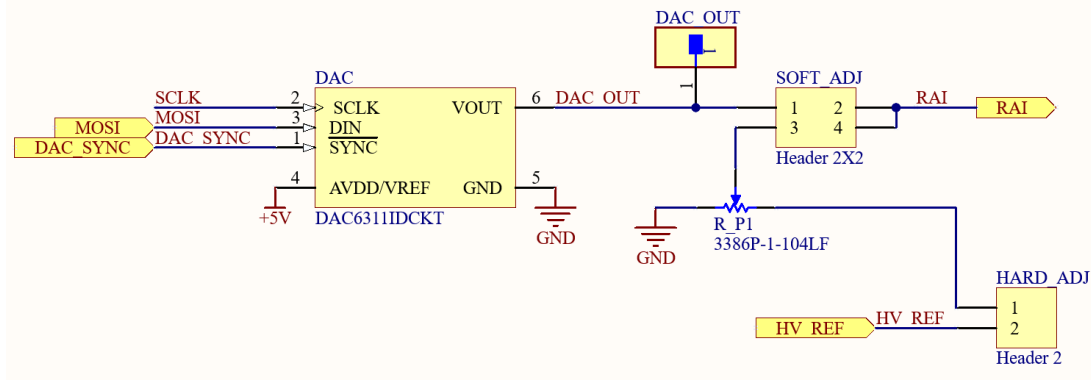 DAC_OUT
1
1
DAC
SOFT_ADJ
SCLK
2
SCLK
VOUT
6
DAC_OUT
1
2
RAI
RAI
MOSI
MOSI
3
DIN
3
4
DAC_SYNC
DAC_SYNC
1
SYNC
Header 2X2
4
AVDD/VREF
GND
5
+5V
DAC6311IDCKT
GND
GND
R_P1
3386P-1-104LF
HARD_ADJ
1
HV_REF
HV_REF
2
Header 2